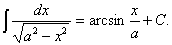 ∫ dx / √(a² − x²) = arcsin x/a + C.